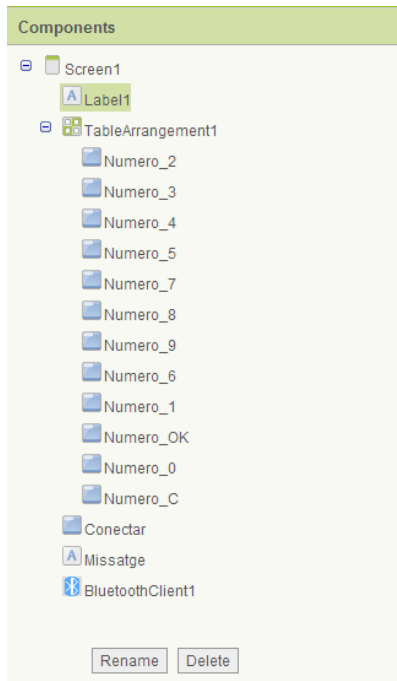 Components
Screen1
A Label1
TableArrangement1
Numero_2
Numero_3
Numero_4
Numero_5
Numero_7
Numero_8
Numero_9
Numero_6
Numero_1
Numero_OK
Numero_0
Numero_C
Conectar
A Missatge
BluetoothClient1
Rename Delete